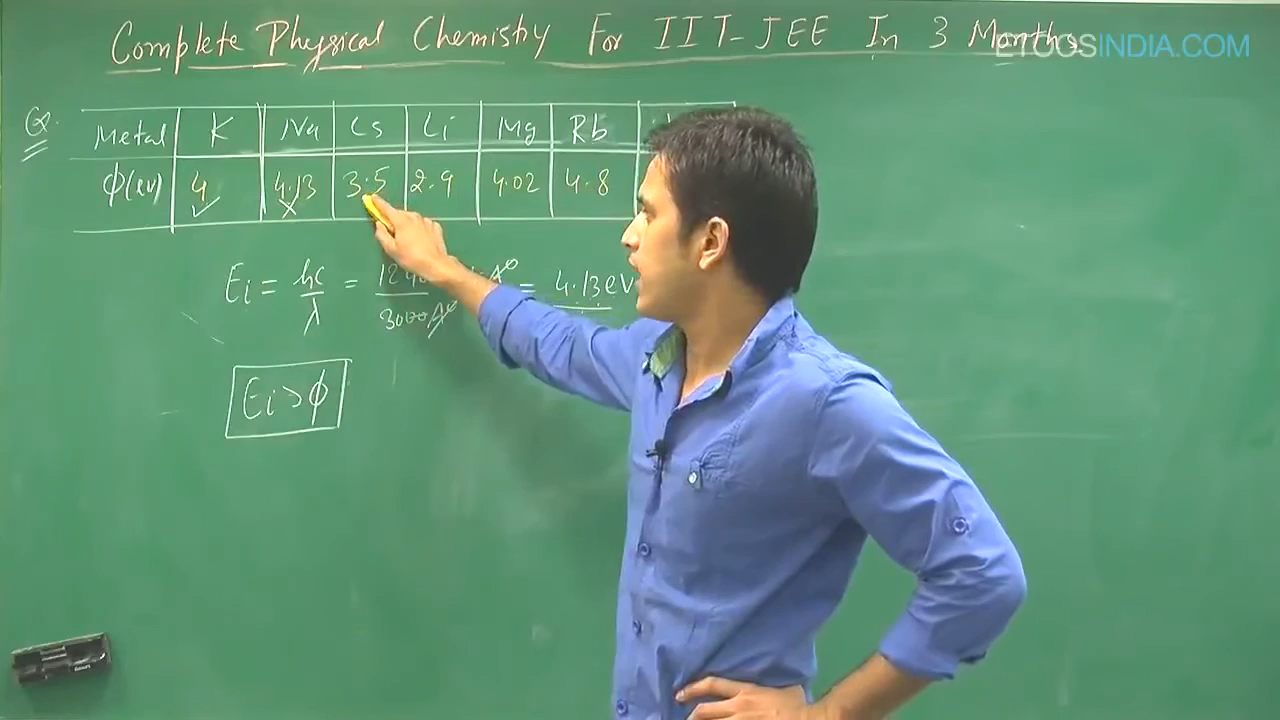 Complete Physical Chemistry For IIT-JEE In 3 Months
ETOOSINDIA.COM
Q.
Metal K Na Cs Li Mg Rb
ϕ(ev) 4 4.13 3.5 2.9 4.02 4.8
Ei = hc/λ = 3000A° = 4.13eV
Ei > ϕ